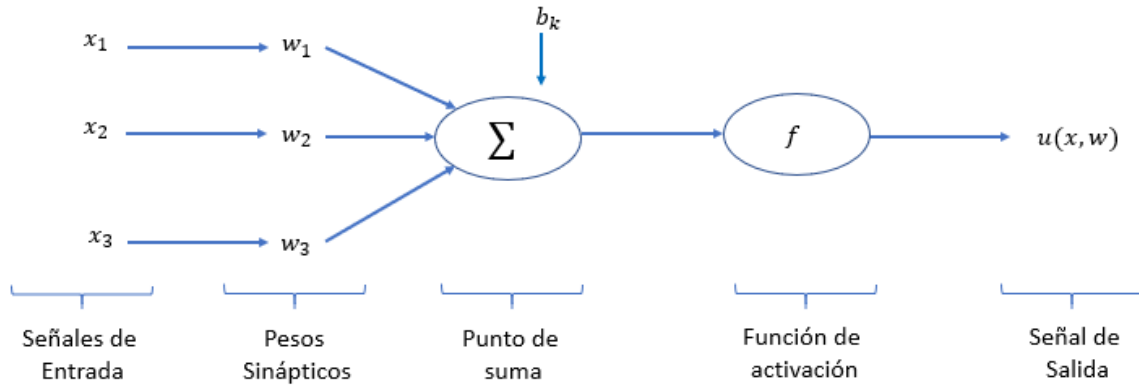 b_k
x_1 w_1
x_2 w_2 ∑ f u(x, w)
x_3 w_3
Señales de Entrada
Pesos Sinápticos
Punto de suma
Función de activación
Señal de Salida